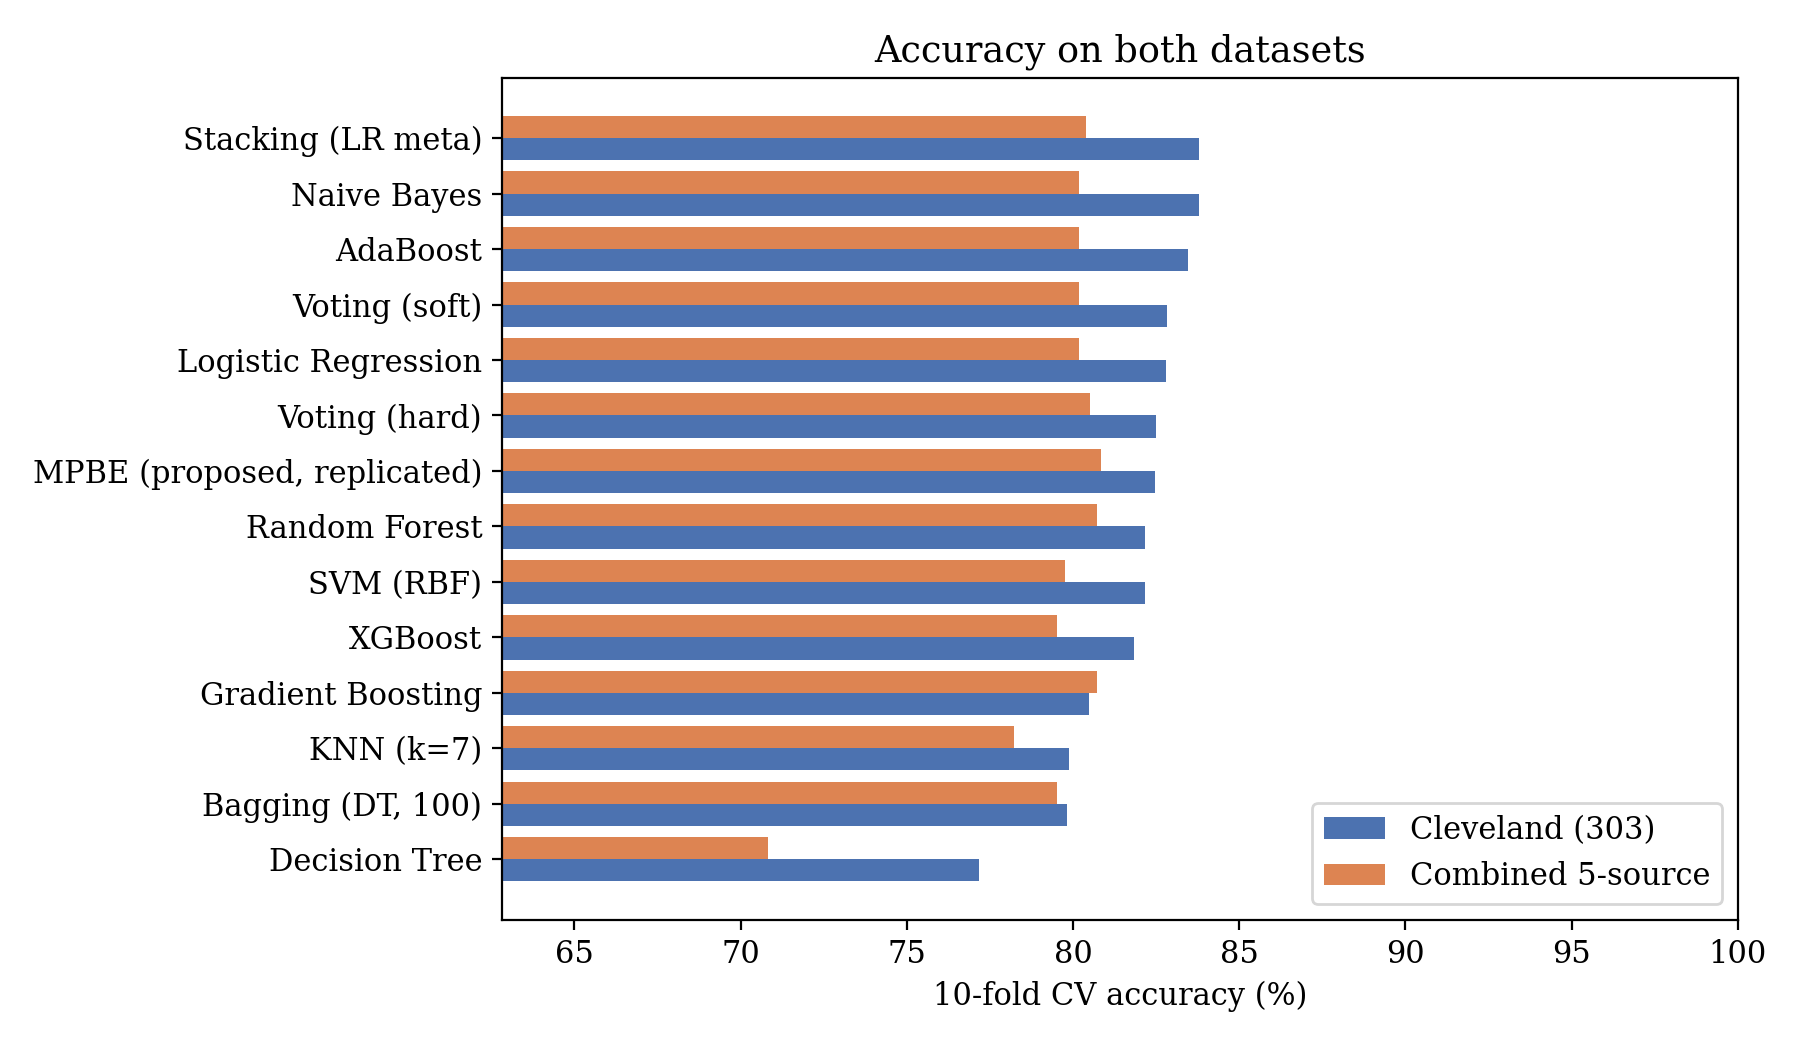 Accuracy on both datasets
Stacking (LR meta)
Naive Bayes
AdaBoost
Voting (soft)
Logistic Regression
Voting (hard)
MPBE (proposed, replicated)
Random Forest
SVM (RBF)
XGBoost
Gradient Boosting
KNN (k=7)
Bagging (DT, 100)
Decision Tree
Cleveland (303)
Combined 5-source
65 70 75 80 85 90 95 100
10-fold CV accuracy (%)